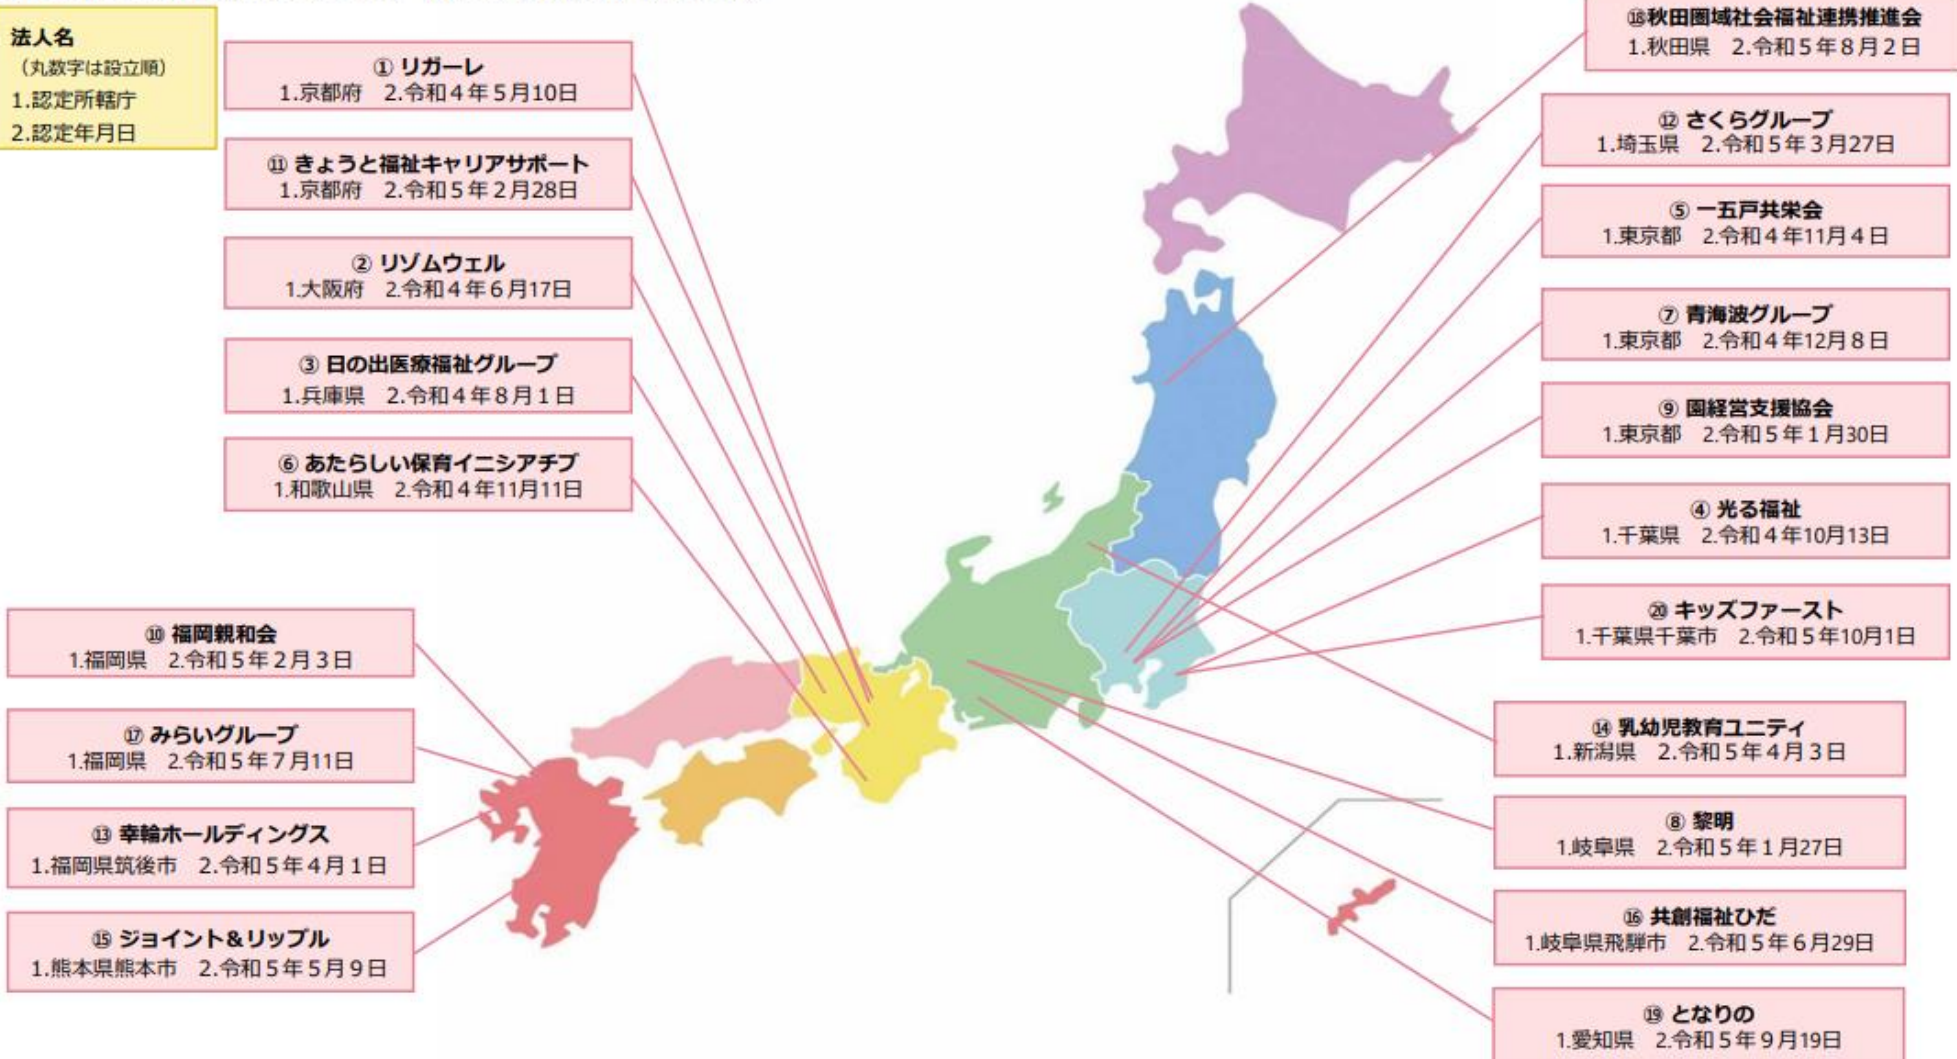 法人名
（丸数字は設立順）
1.認定所轄庁
2.認定年月日
① リガーレ
1.京都府 2.令和４年５月10日
⑪ きょうと福祉キャリアサポート
1.京都府 2.令和５年２月28日
② リゾムウェル
1.大阪府 2.令和４年６月17日
③ 日の出医療福祉グループ
1.兵庫県 2.令和４年８月１日
⑥ あたらしい保育イニシアチブ
1.和歌山県 2.令和４年11月11日
⑩ 福岡親和会
1.福岡県 2.令和５年２月３日
⑰ みらいグループ
1.福岡県 2.令和５年７月11日
⑬ 幸輪ホールディングス
1.福岡県筑後市 2.令和５年４月１日
⑮ ジョイント＆リップル
1.熊本県熊本市 2.令和５年５月９日
⑱秋田圏域社会福祉連携推進会
1.秋田県 2.令和５年８月２日
⑫ さくらグループ
1.埼玉県 2.令和５年３月27日
⑤ 一五戸共栄会
1.東京都 2.令和４年11月４日
⑦ 青海波グループ
1.東京都 2.令和４年12月８日
⑨ 園経営支援協会
1.東京都 2.令和５年１月30日
④ 光る福祉
1.千葉県 2.令和４年10月13日
⑳ キッズファースト
1.千葉県千葉市 2.令和５年10月1日
⑭ 乳幼児教育ユニティ
1.新潟県 2.令和５年４月３日
⑧ 黎明
1.岐阜県 2.令和５年１月27日
⑯ 共創福祉ひだ
1.岐阜県飛騨市 2.令和５年６月29日
⑲ となりの
1.愛知県 2.令和５年９月19日